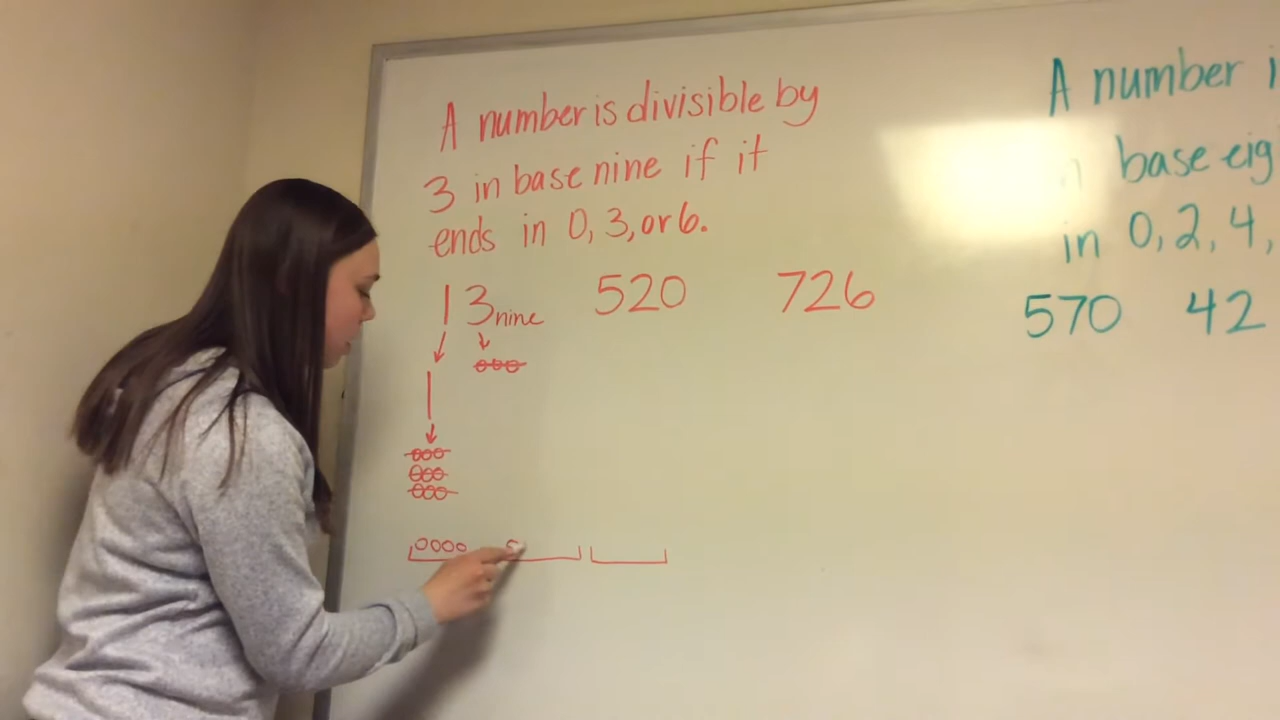 A number is divisible by
3 in base nine if it
ends in 0, 3, or 6.
13nine 520 726
A number i
base eig
in 0, 2, 4,
570 42